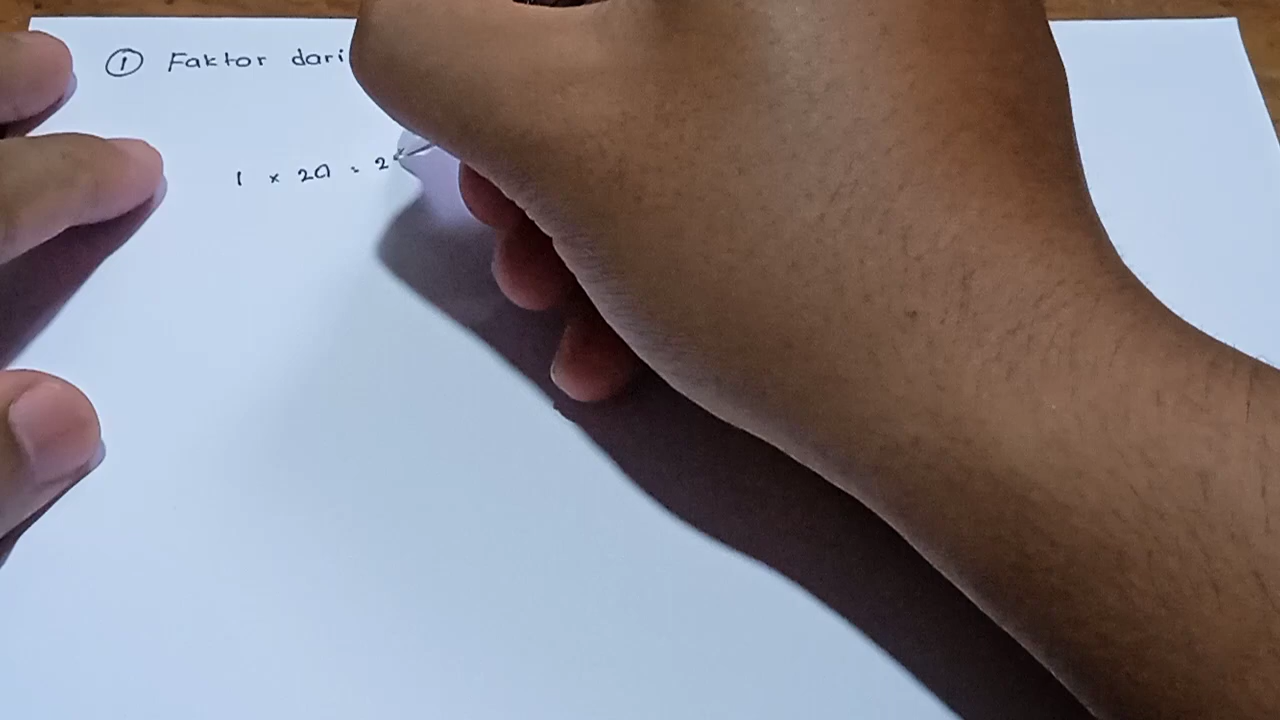 ① Faktor dari
1 × 20 = 2